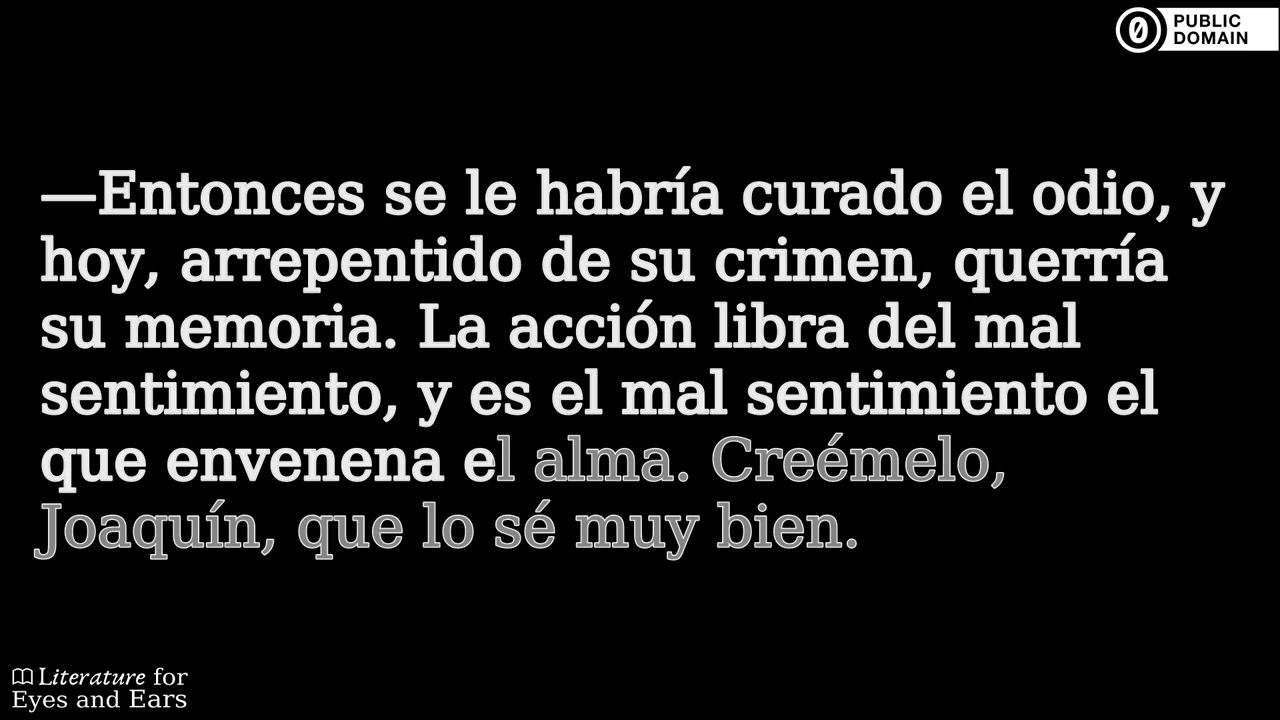 PUBLIC
DOMAIN
—Entonces se le habría curado el odio, y
hoy, arrepentido de su crimen, querría
su memoria. La acción libra del mal
sentimiento, y es el mal sentimiento el
que envenena el alma. Creémelo,
Joaquín, que lo sé muy bien.
Literature for
Eyes and Ears